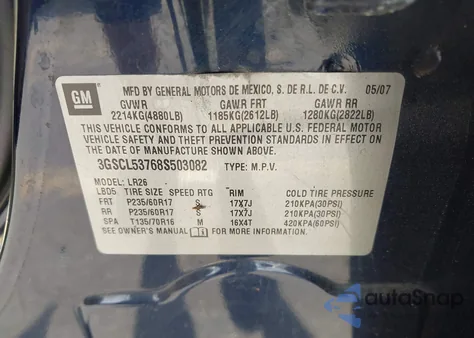 GM
MFD BY GENERAL MOTORS DE MEXICO, S. DE R.L. DE C.V. 05/07
GVWR GAWR FRT GAWR RR
2214KG(4880LB) 1185KG(2612LB) 1280KG(2822LB)
THIS VEHICLE CONFORMS TO ALL APPLICABLE U.S. FEDERAL MOTOR
VEHICLE SAFETY AND THEFT PREVENTION STANDARDS IN EFFECT ON
THE DATE OF MANUFACTURE SHOWN ABOVE.
3GSCL53768S503082 TYPE: M.P.V.
MODEL: LR26
LBD5 TIRE SIZE SPEED RTG RIM COLD TIRE PRESSURE
FRT P235/60R17 S 17X7J 210KPA(30PSI)
RR P235/60R17 S 17X7J 210KPA(30PSI)
SPA T135/70R16 M 16X4T 420KPA(60PSI)
SEE OWNER'S MANUAL FOR MORE INFORMATION
autoSnap